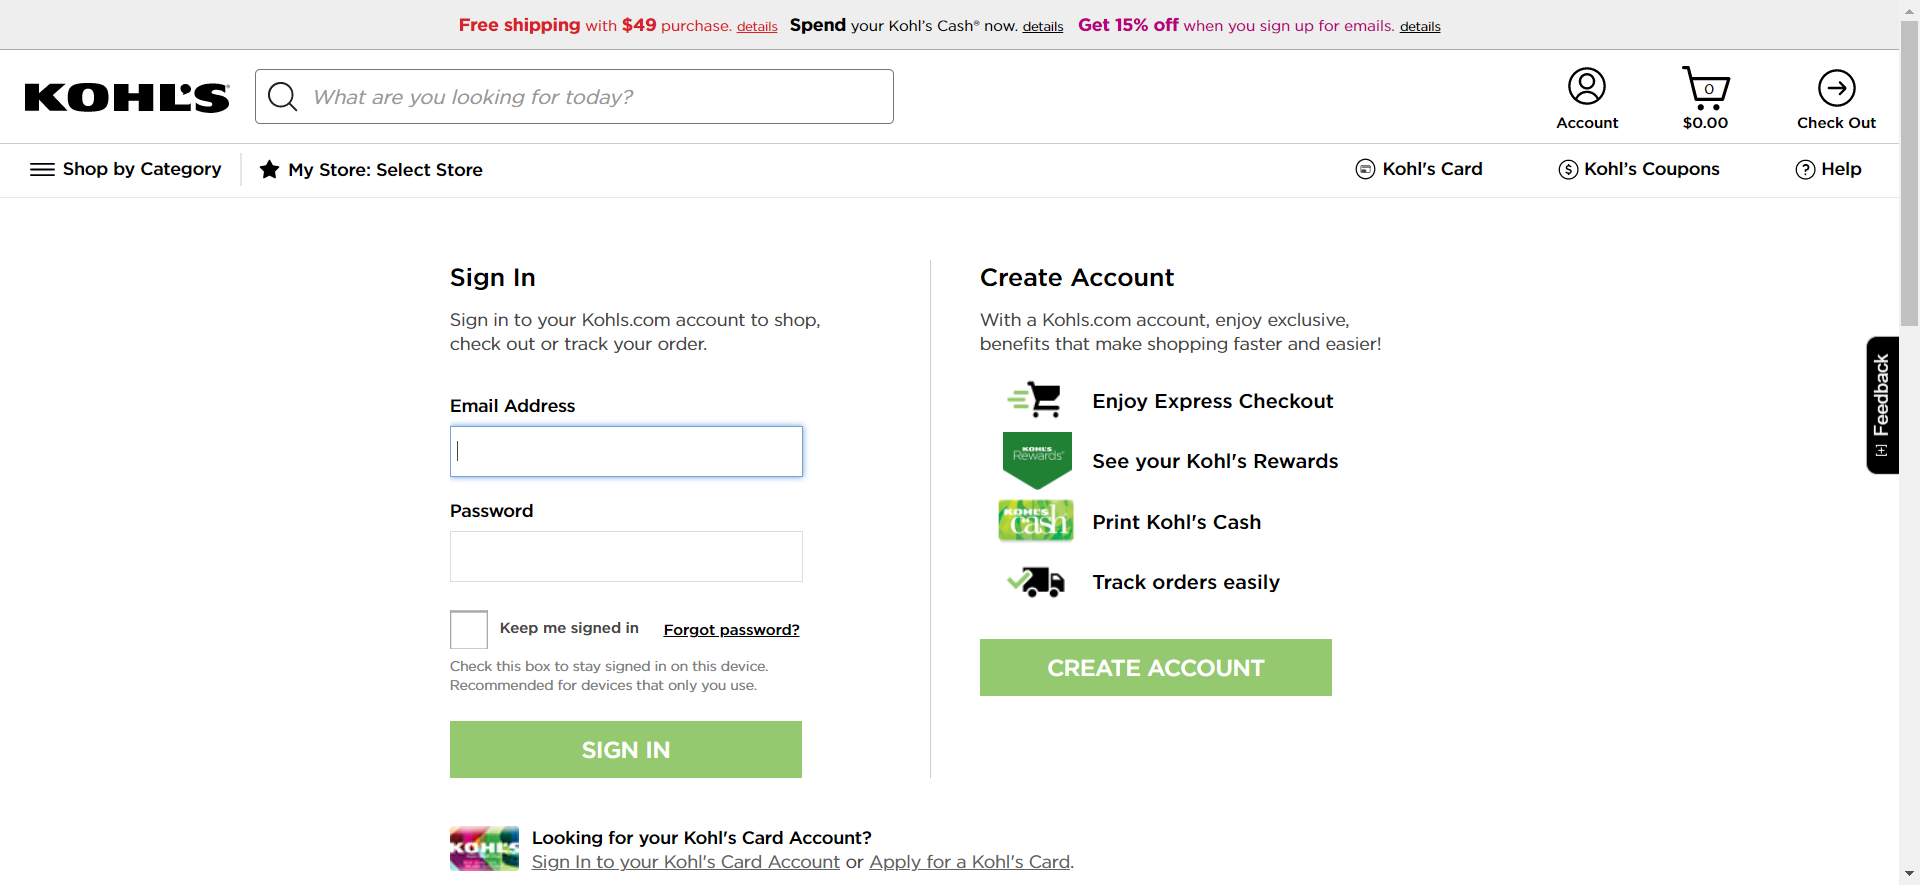 Free shipping with $49 purchase. details Spend your Kohl's Cash® now. details Get 15% off when you sign up for emails. details
KOHL'S
What are you looking for today?
0
Account
$0.00
Check Out
Shop by Category
My Store: Select Store
Kohl's Card
$
Kohl's Coupons
?
Help
Sign In
Sign in to your Kohls.com account to shop,
check out or track your order.
Email Address
Password
Keep me signed in
Forgot password?
Check this box to stay signed in on this device.
Recommended for devices that only you use.
SIGN IN
Create Account
With a Kohls.com account, enjoy exclusive,
benefits that make shopping faster and easier!
Enjoy Express Checkout
KOHL'S
Rewards
See your Kohl's Rewards
KOHL'S
cash
Print Kohl's Cash
Track orders easily
CREATE ACCOUNT
[+] Feedback
KOHL'S
Looking for your Kohl's Card Account?
Sign In to your Kohl's Card Account or Apply for a Kohl's Card.